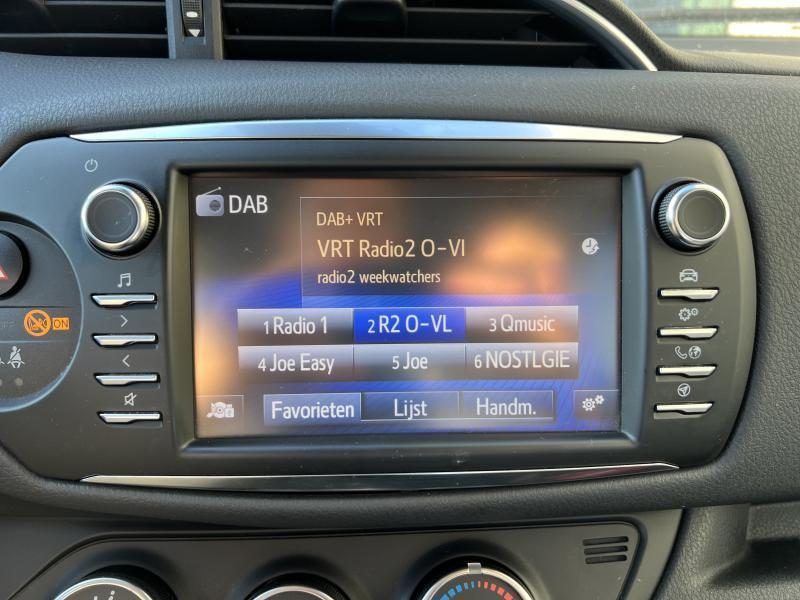 DAB
DAB+ VRT
VRT Radio2 O-Vl
radio2 weekwatchers
1 Radio 1
2 R2 O-VL
3 Qmusic
4 Joe Easy
5 Joe
6 NOSTLGIE
Favorieten
Lijst
Handm.
ON